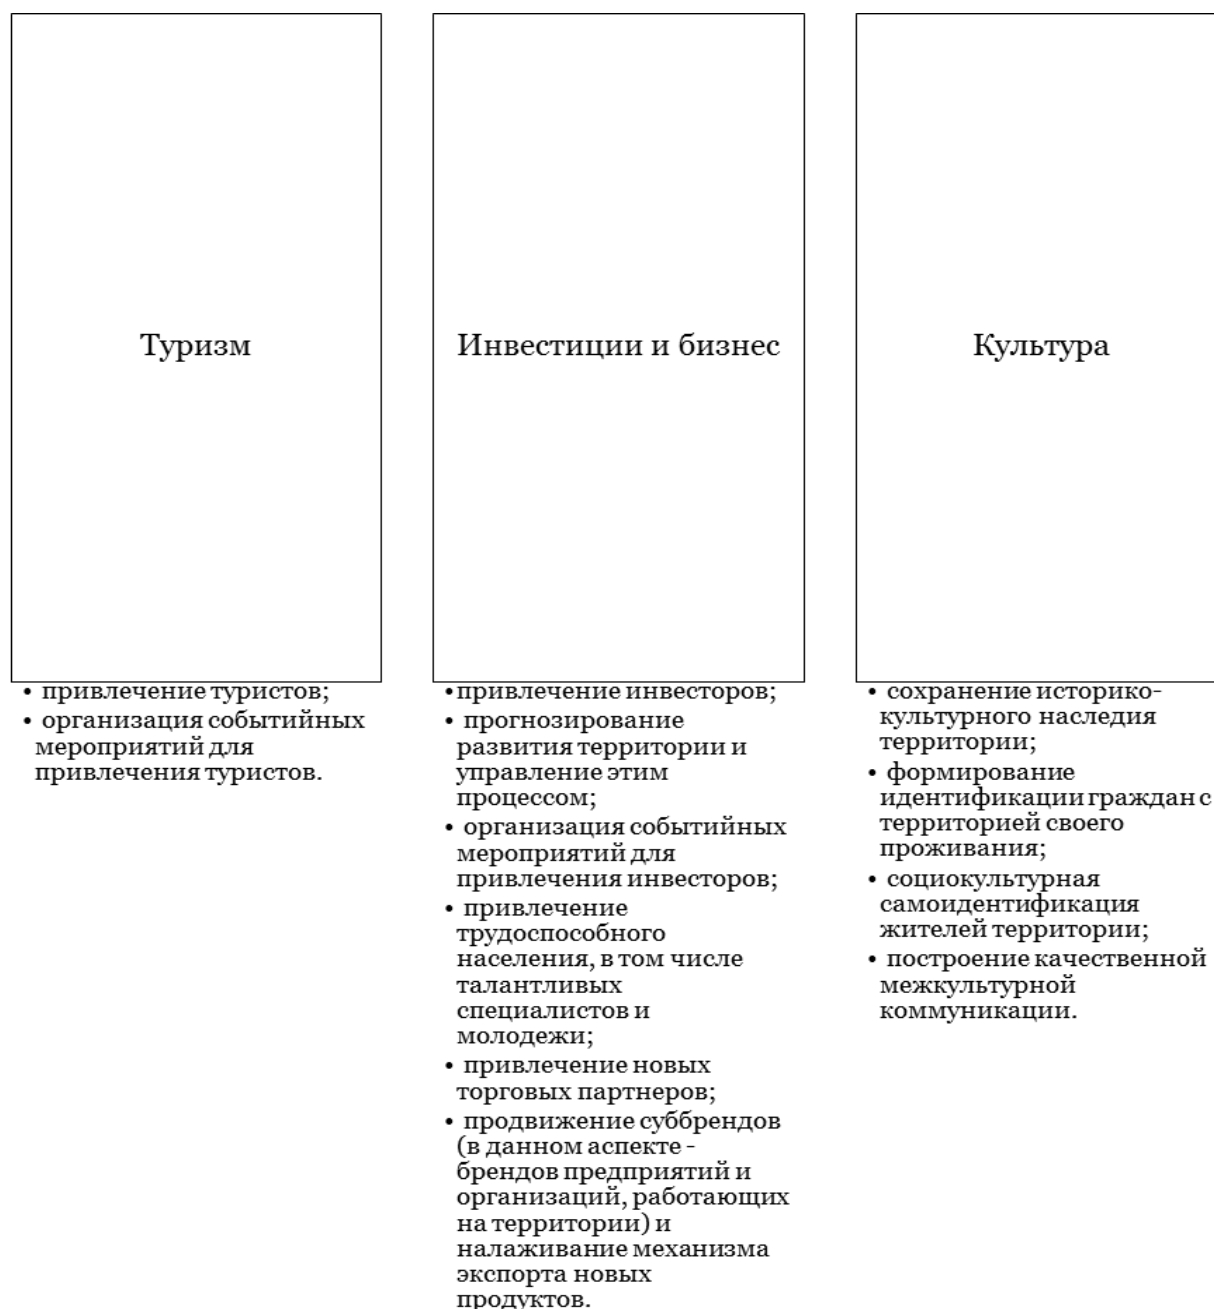 Туризм
Инвестиции и бизнес
Культура
• привлечение туристов;
• организация событийных
мероприятий для
привлечения туристов.
• привлечение инвесторов;
• прогнозирование
развития территории и
управление этим
процессом;
• организация событийных
мероприятий для
привлечения инвесторов;
• привлечение
трудоспособного
населения, в том числе
талантливых
специалистов и
молодежи;
• привлечение новых
торговых партнеров;
• продвижение суббрендов
(в данном аспекте -
брендов предприятий и
организаций, работающих
на территории) и
налаживание механизма
экспорта новых
продуктов.
• сохранение историко-
культурного наследия
территории;
• формирование
идентификации граждан с
территорией своего
проживания;
• социокультурная
самоидентификация
жителей территории;
• построение качественной
межкультурной
коммуникации.